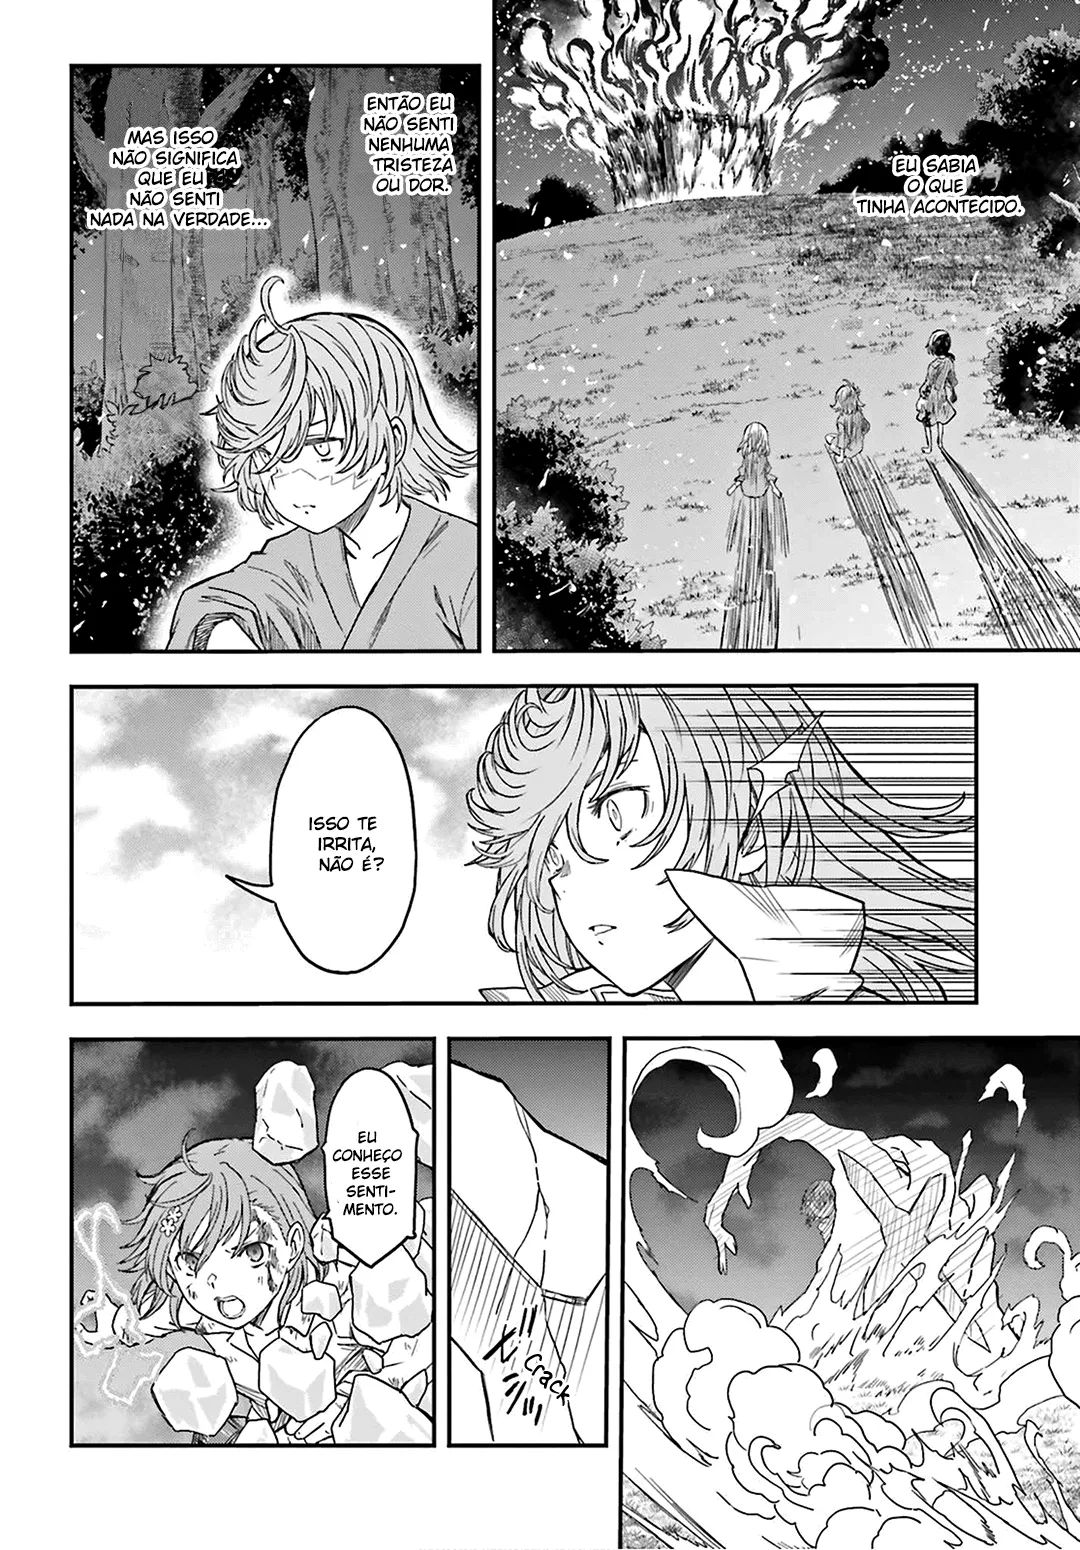 EU SABIA
O QUE
TINHA ACONTECIDO.
ENTÃO EU
NÃO SENTI
NENHUMA
TRISTEZA
OU DOR.
MAS ISSO
NÃO SIGNIFICA
QUE EU
NÃO SENTI
NADA NA VERDADE...
ISSO TE
IRRITA,
NÃO É?
Crack
EU
CONHEÇO
ESSE
SENTI-
MENTO.